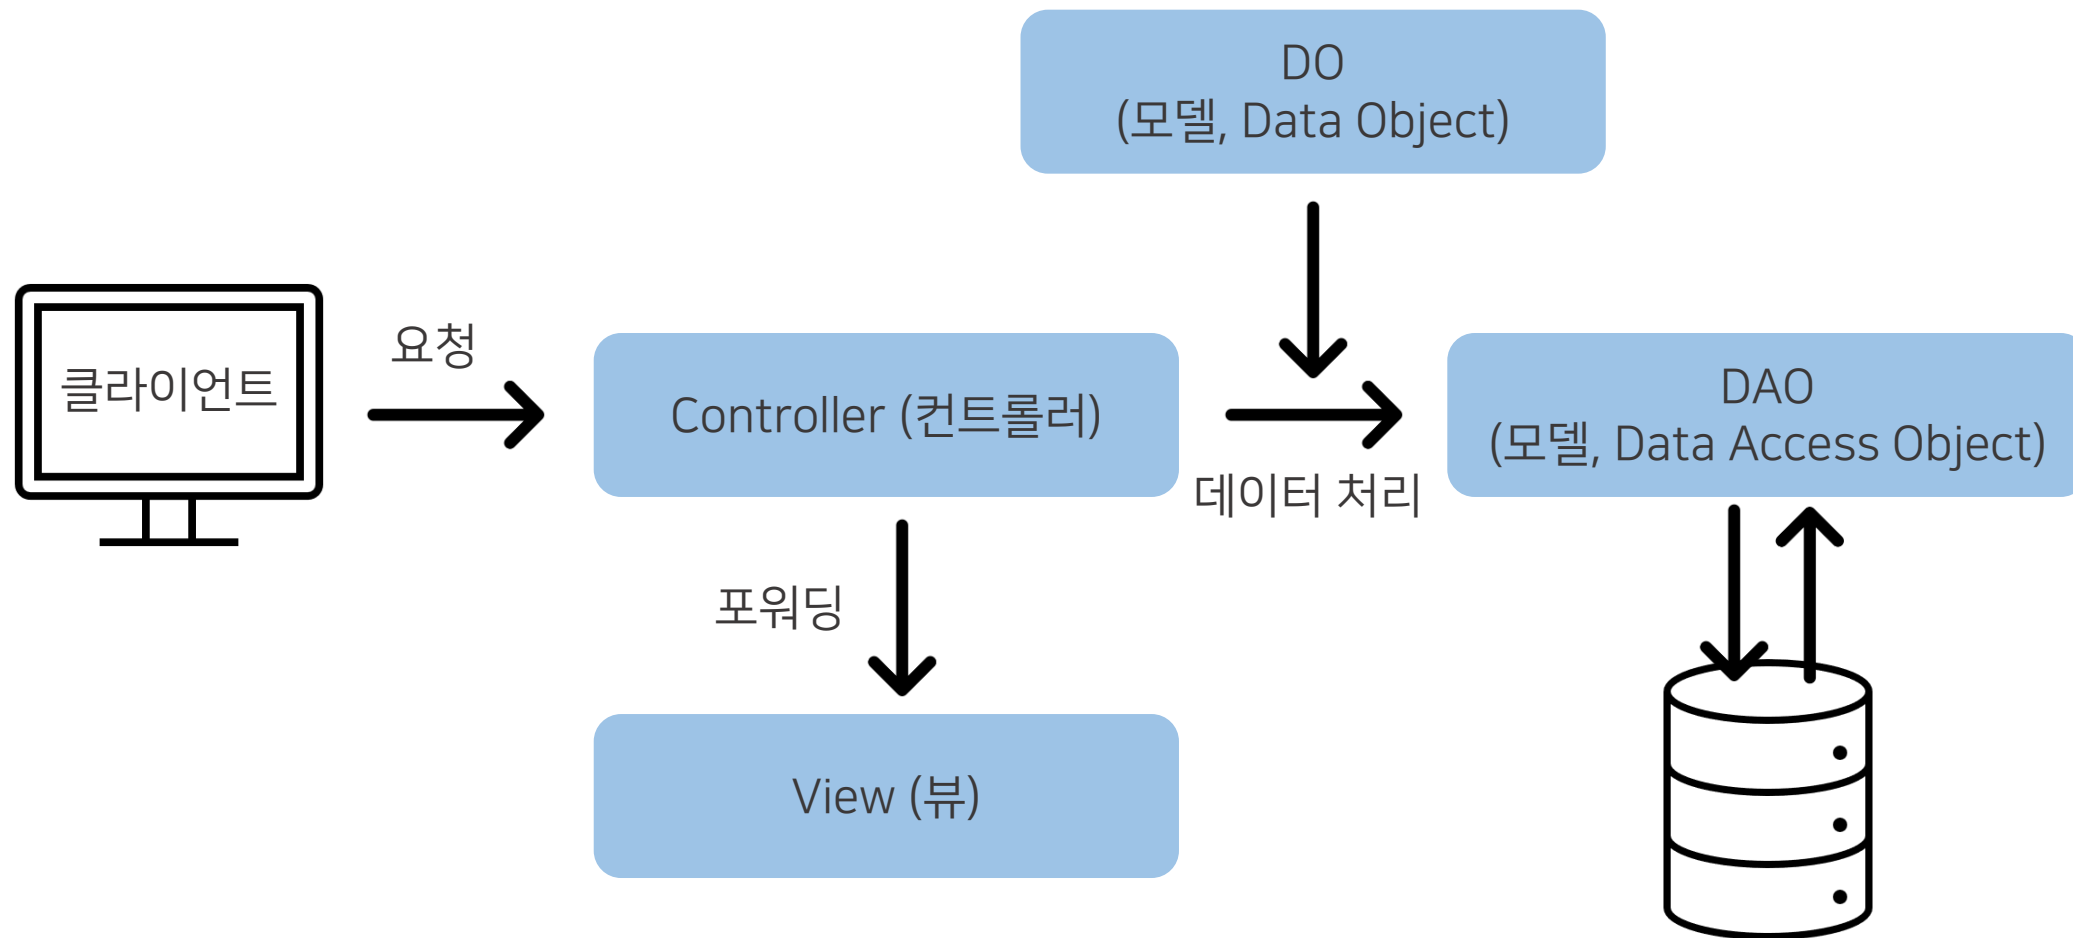 DO
(모델, Data Object)
클라이언트
요청
Controller (컨트롤러)
데이터 처리
DAO
(모델, Data Access Object)
포워딩
View (뷰)